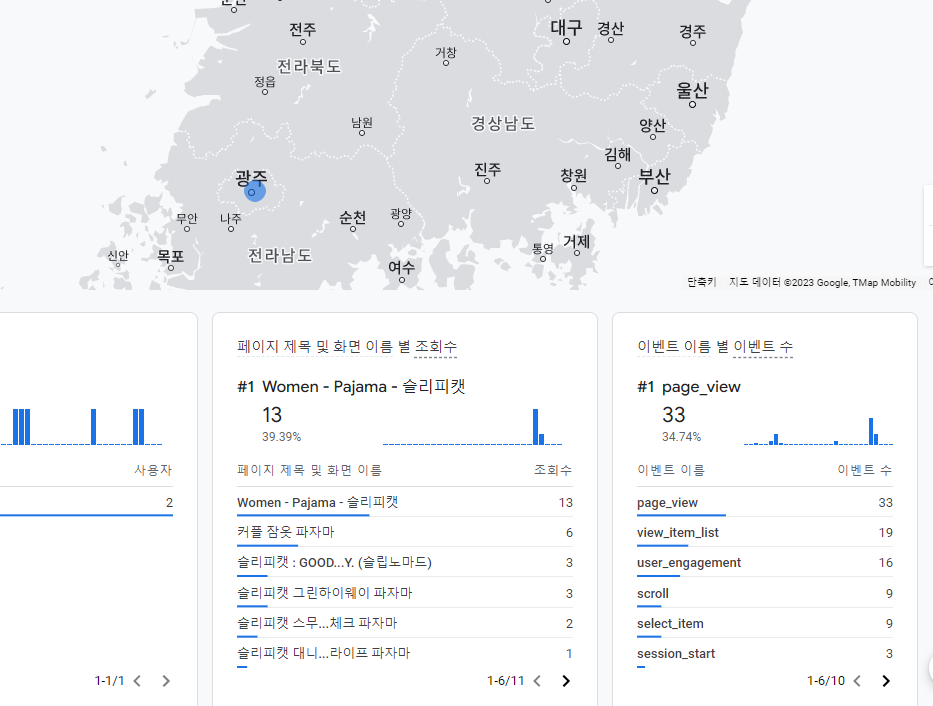 전주
대구
경산
경주
거창
전라북도
정읍
울산
남원
경상남도
양산
김해
진주
창원
부산
광주
무안
나주
순천
광양
신안
목포
전라남도
통영
거제
여수
단축키 지도 데이터 ©2023 Google, TMap Mobility
사용자
2
1-1/1
페이지 제목 및 화면 이름 별 조회수
#1 Women - Pajama - 슬리피캣
13
39.39%
페이지 제목 및 화면 이름 조회수
Women - Pajama - 슬리피캣 13
커플 잠옷 파자마 6
슬리피캣 : GOOD...Y. (슬립노마드) 3
슬리피캣 그린하이웨이 파자마 3
슬리피캣 스무...체크 파자마 2
슬리피캣 대니...라이프 파자마 1
1-6/11
이벤트 이름 별 이벤트 수
#1 page_view
33
34.74%
이벤트 이름 이벤트 수
page_view 33
view_item_list 19
user_engagement 16
scroll 9
select_item 9
session_start 3
1-6/10